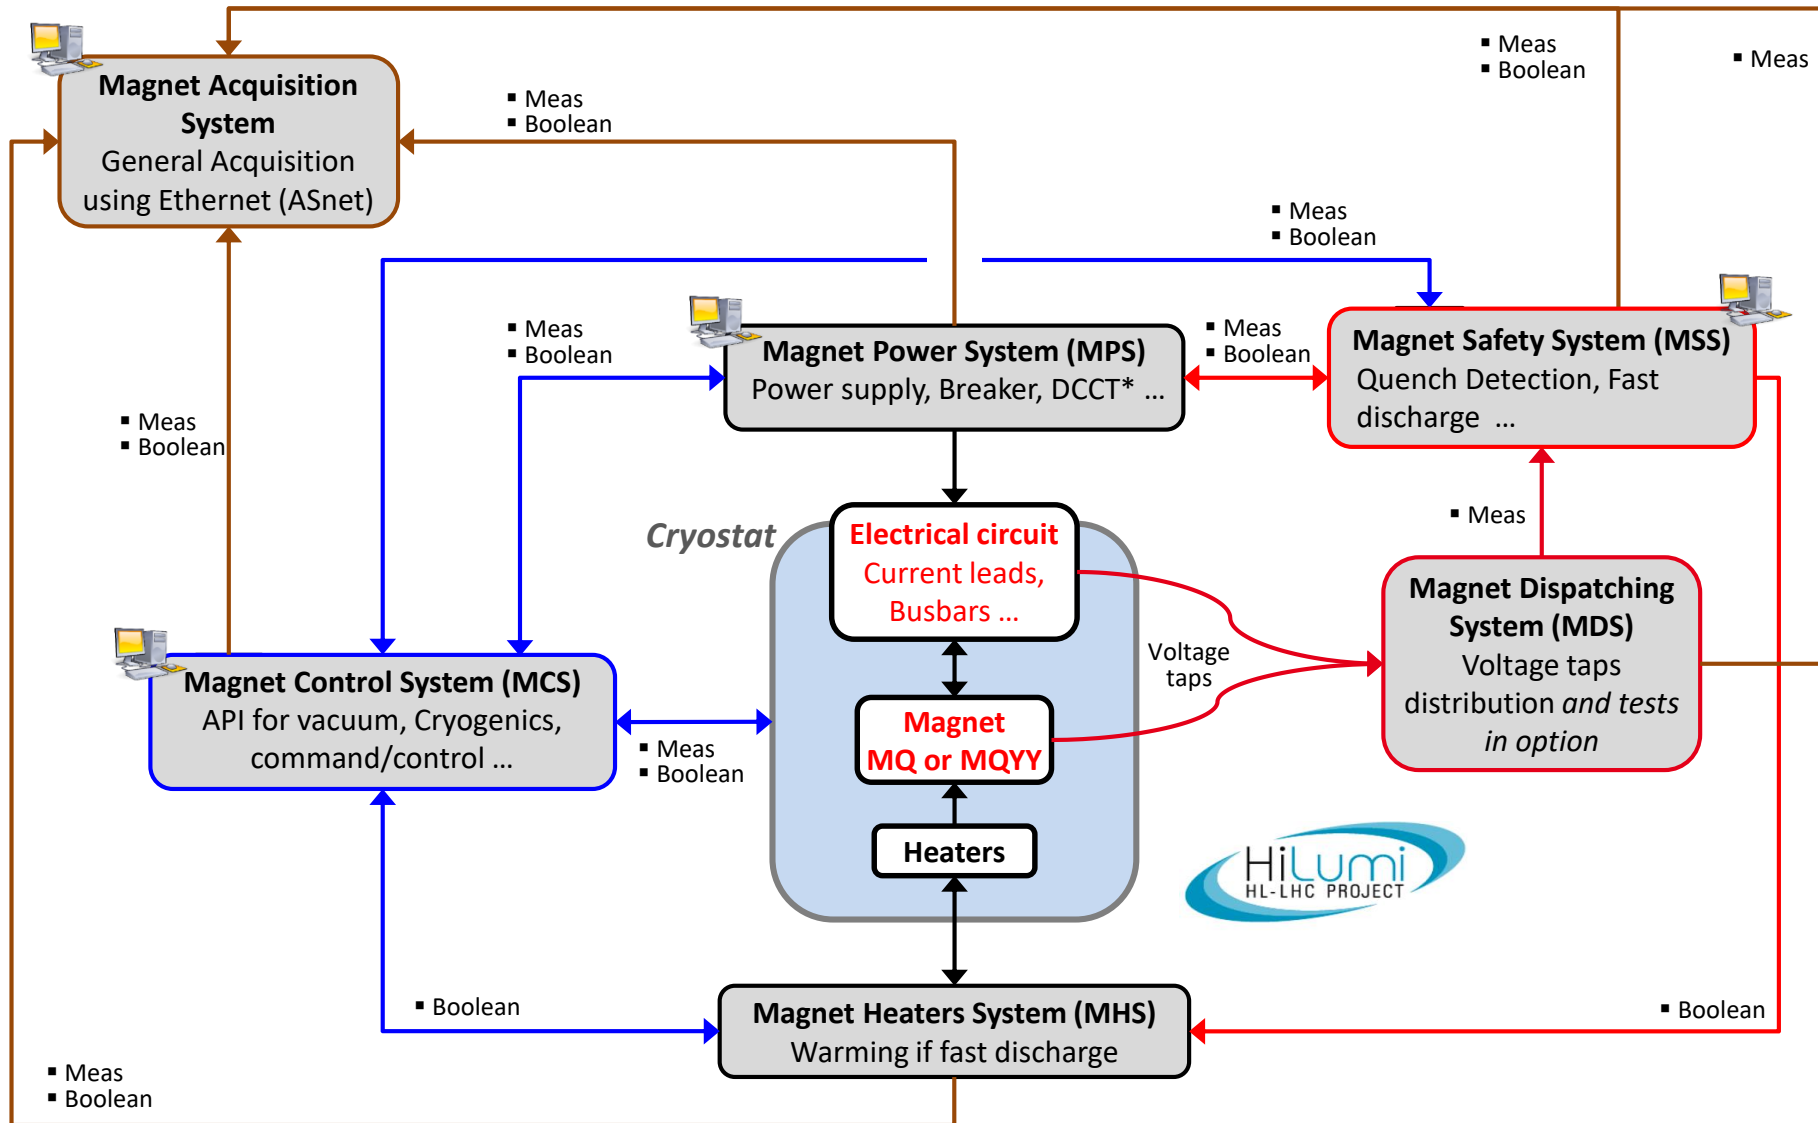 ▪ Meas
▪ Boolean
▪ Meas
Magnet Acquisition
System
General Acquisition
using Ethernet (ASnet)
▪ Meas
▪ Boolean
▪ Meas
▪ Boolean
▪ Meas
▪ Boolean
Magnet Power System (MPS)
Power supply, Breaker, DCCT* ...
▪ Meas
▪ Boolean
Magnet Safety System (MSS)
Quench Detection, Fast
discharge ...
▪ Meas
▪ Boolean
▪ Meas
Cryostat
Electrical circuit
Current leads,
Busbars ...
Magnet Dispatching
System (MDS)
Voltage taps
distribution and tests
in option
Voltage
taps
Magnet Control System (MCS)
API for vacuum, Cryogenics,
command/control ...
▪ Meas
▪ Boolean
Magnet
MQ or MQYY
Heaters
HiLumi
HL-LHC PROJECT
▪ Boolean
Magnet Heaters System (MHS)
Warming if fast discharge
▪ Boolean
▪ Meas
▪ Boolean